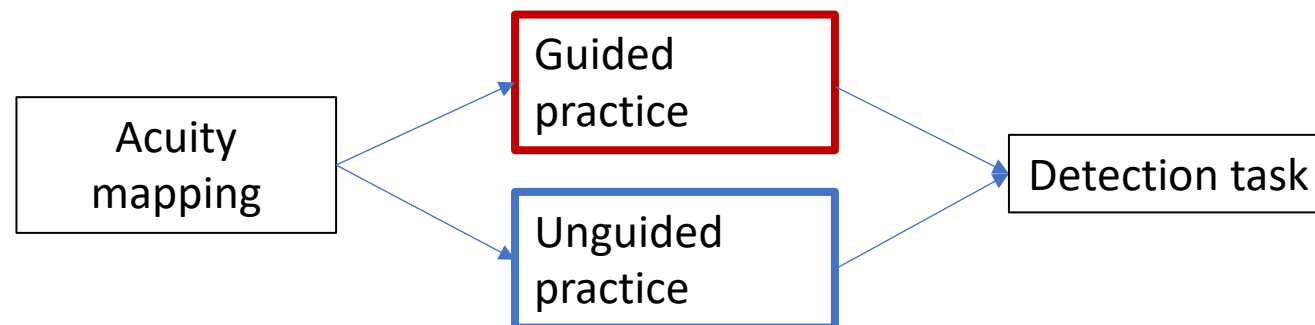 Acuity
mapping
Guided
practice
Unguided
practice
Detection task